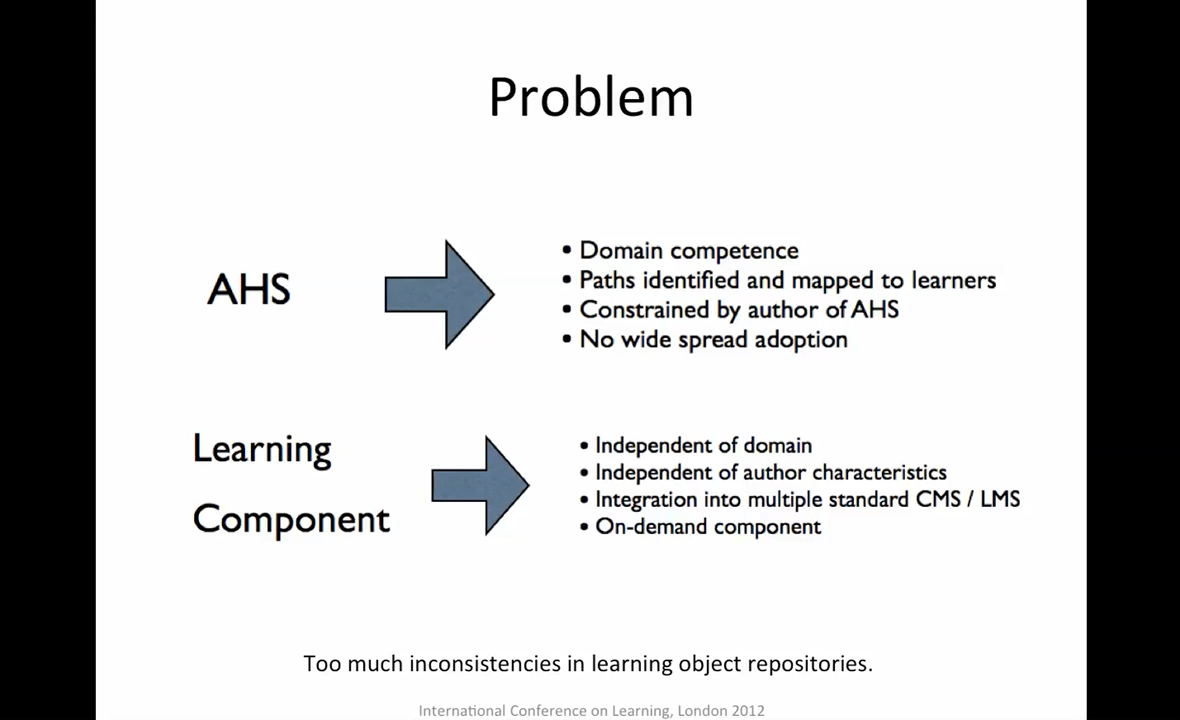 Problem
AHS
• Domain competence
• Paths identified and mapped to learners
• Constrained by author of AHS
• No wide spread adoption
Learning
Component
• Independent of domain
• Independent of author characteristics
• Integration into multiple standard CMS / LMS
• On-demand component
Too much inconsistencies in learning object repositories.
International Conference on Learning, London 2012